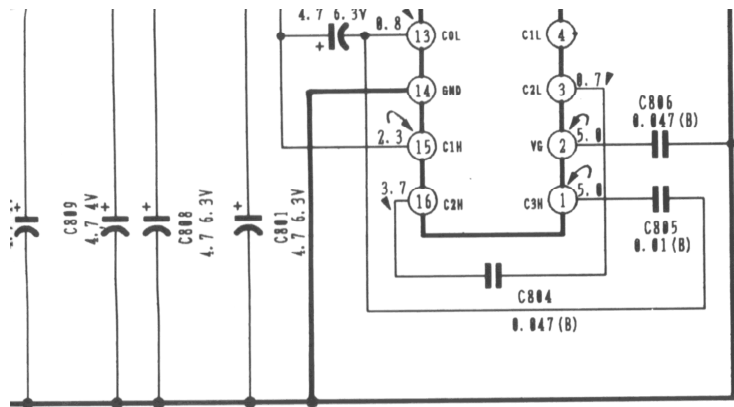 4.7 6.3V
+
0.8
13
C0L
C1L
4
14
GND
C2L
3
0.7
C806
0.047(B)
2.3
15
C1H
VG
2
5.0
3.7
16
C2H
C3H
1
5.0
C805
0.01(B)
+
C809
4.7 4V
+
+
C808
4.7 6.3V
+
C801
4.7 6.3V
C804
0.047(B)